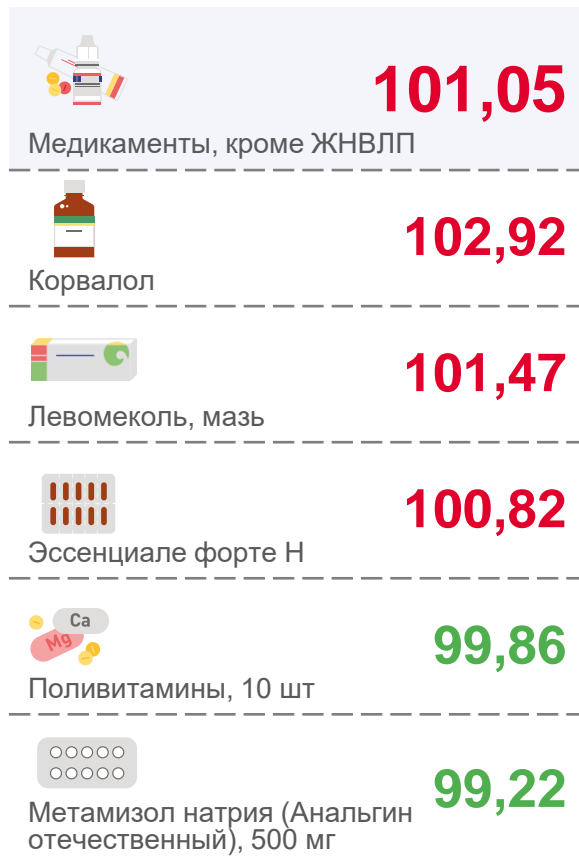 101,05
Медикаменты, кроме ЖНВЛП
102,92
Корвалол
101,47
Левомеколь, мазь
100,82
Эссенциале форте Н
Ca
Mg
99,86
Поливитамины, 10 шт
99,22
Метамизол натрия (Анальгин
отечественный), 500 мг